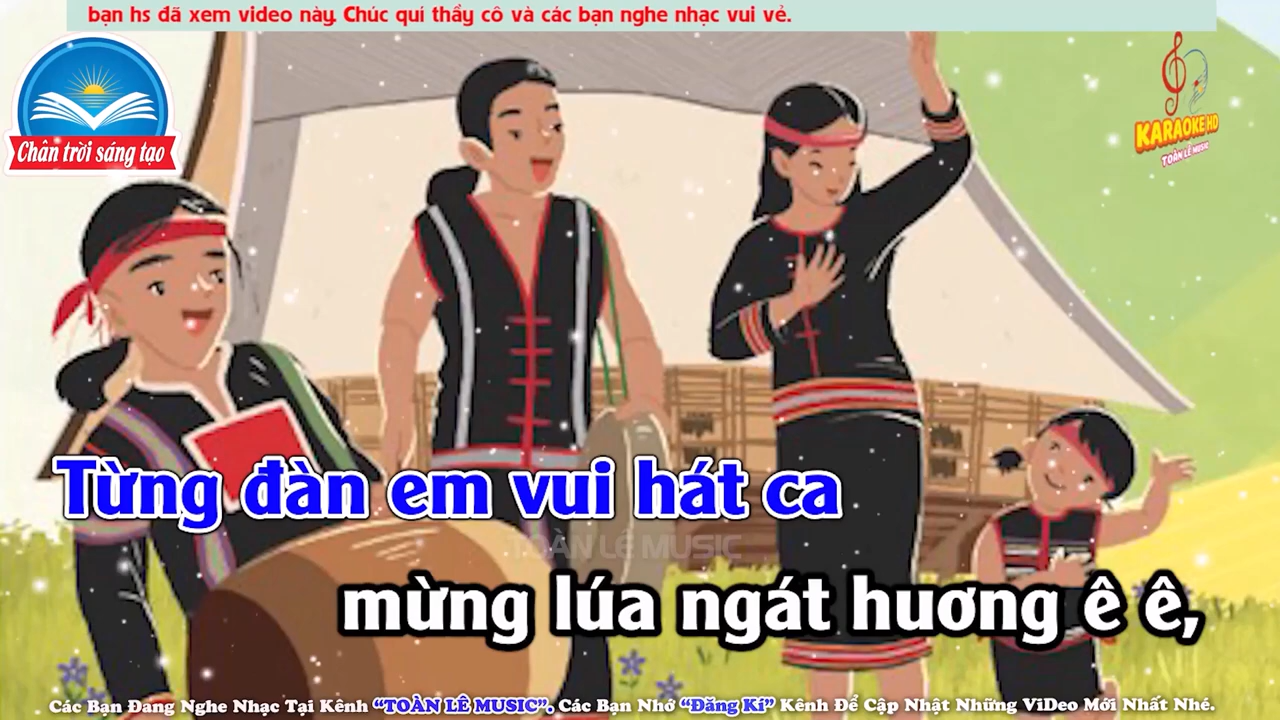 bạn hs đã xem video này. Chúc quí thầy cô và các bạn nghe nhạc vui vẻ.
Chân trời sáng tạo
KARAOKE HD
TOÀN LÊ MUSIC
Từng đàn em vui hát ca
TOÀN LÊ MUSIC
mừng lúa ngát hương ê ê,
Các Bạn Đang Nghe Nhạc Tại Kênh “TOÀN LÊ MUSIC”. Các Bạn Nhớ “Đăng Kí” Kênh Để Cập Nhật Những ViDeo Mới Nhất Nhé.